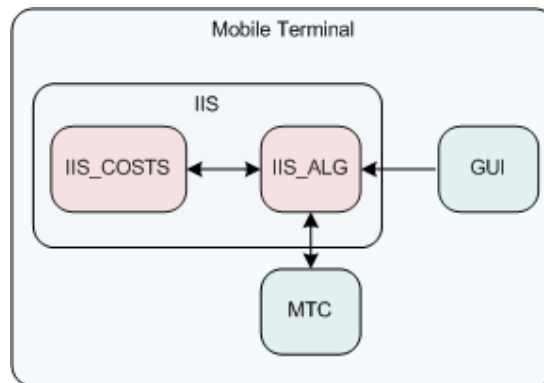 Mobile Terminal
IIS
IIS_COSTS
IIS_ALG
GUI
MTC